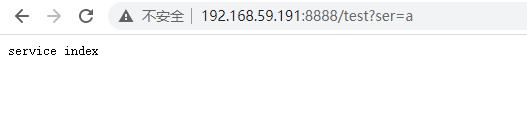 不安全 | 192.168.59.191:8888/test?ser=a
service index